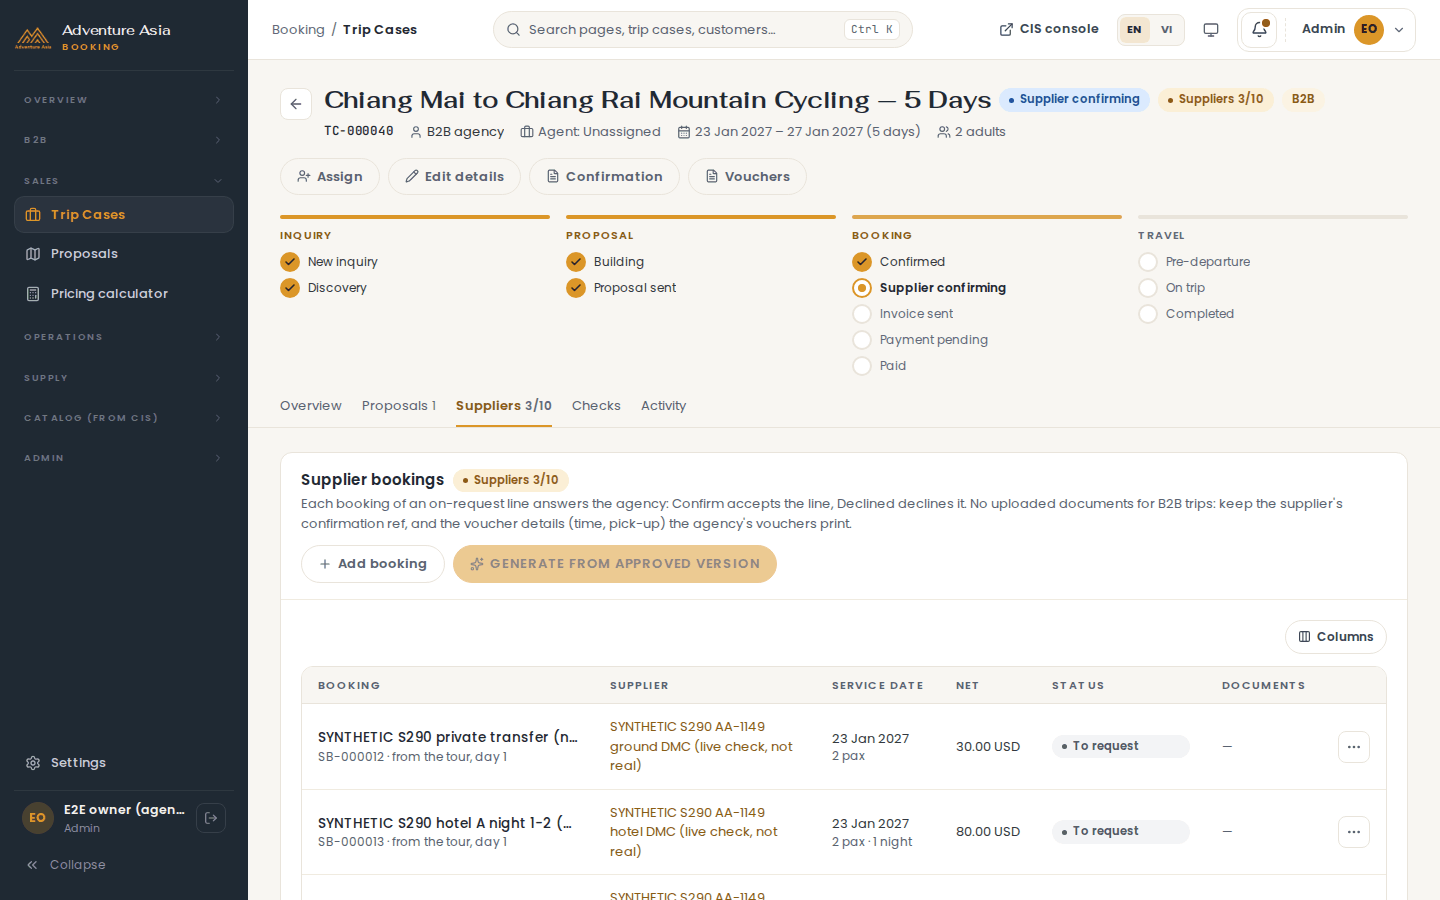 Adventure Asia
BOOKING
Adventure Asia
OVERVIEW
B2B
SALES
Trip Cases
Proposals
Pricing calculator
OPERATIONS
SUPPLY
CATALOG (FROM CIS)
ADMIN
Settings
EO
E2E owner (agen...
Admin
Collapse
Booking / Trip Cases
Search pages, trip cases, customers...
Ctrl K
CIS console
EN
VI
Admin
EO
Chiang Mai to Chiang Rai Mountain Cycling – 5 Days
Supplier confirming
Suppliers 3/10
B2B
TC-000040
B2B agency
Agent: Unassigned
23 Jan 2027 – 27 Jan 2027 (5 days)
2 adults
Assign
Edit details
Confirmation
Vouchers
INQUIRY
New inquiry
Discovery
PROPOSAL
Building
Proposal sent
BOOKING
Confirmed
Supplier confirming
Invoice sent
Payment pending
Paid
TRAVEL
Pre-departure
On trip
Completed
Overview
Proposals 1
Suppliers 3/10
Checks
Activity
Supplier bookings
Suppliers 3/10
Each booking of an on-request line answers the agency: Confirm accepts the line, Declined declines it. No uploaded documents for B2B trips: keep the supplier's
confirmation ref, and the voucher details (time, pick-up) the agency's vouchers print.
Add booking
GENERATE FROM APPROVED VERSION
Columns
BOOKING
SUPPLIER
SERVICE DATE
NET
STATUS
DOCUMENTS
SYNTHETIC S290 private transfer (n...
SB-000012 · from the tour, day 1
SYNTHETIC S290 AA-1149
ground DMC (live check, not
real)
23 Jan 2027
2 pax
30.00 USD
To request
–
SYNTHETIC S290 hotel A night 1-2 (...
SB-000013 · from the tour, day 1
SYNTHETIC S290 AA-1149
hotel DMC (live check, not
real)
23 Jan 2027
2 pax · 1 night
80.00 USD
To request
–
SYNTHETIC S290 AA-1149